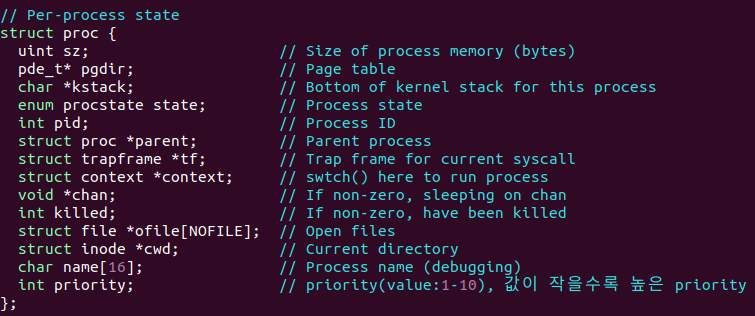 // Per-process state
struct proc {
  uint sz;                     // Size of process memory (bytes)
  pde_t* pgdir;                // Page table
  char *kstack;                // Bottom of kernel stack for this process
  enum procstate state;        // Process state
  int pid;                     // Process ID
  struct proc *parent;         // Parent process
  struct trapframe *tf;        // Trap frame for current syscall
  struct context *context;     // swtch() here to run process
  void *chan;                  // If non-zero, sleeping on chan
  int killed;                  // If non-zero, have been killed
  struct file *ofile[NOFILE];  // Open files
  struct inode *cwd;           // Current directory
  char name[16];               // Process name (debugging)
  int priority;                // priority(value:1-10), 값이 작을수록 높은 priority
};